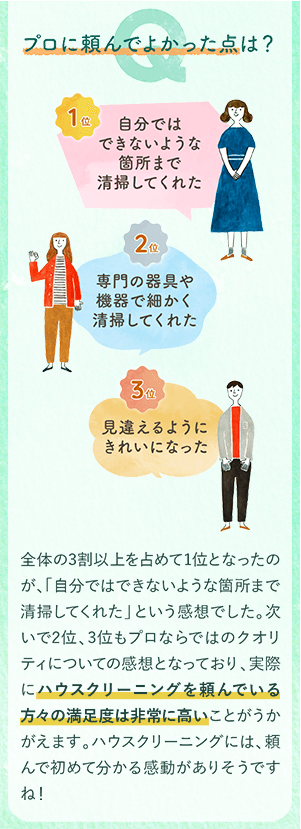 Q
プロに頼んでよかった点は？
1位
自分では
できないような
箇所まで
清掃してくれた
2位
専門の器具や
機器で細かく
清掃してくれた
3位
見違えるように
きれいになった
全体の3割以上を占めて1位となったの
が、「自分ではできないような箇所まで
清掃してくれた」という感想でした。次
いで2位、3位もプロならではのクオリ
ティについての感想となっており、実際
にハウスクリーニングを頼んでいる
方々の満足度は非常に高いことがうか
がえます。ハウスクリーニングには、頼
んで初めて分かる感動がありそうです
ね！